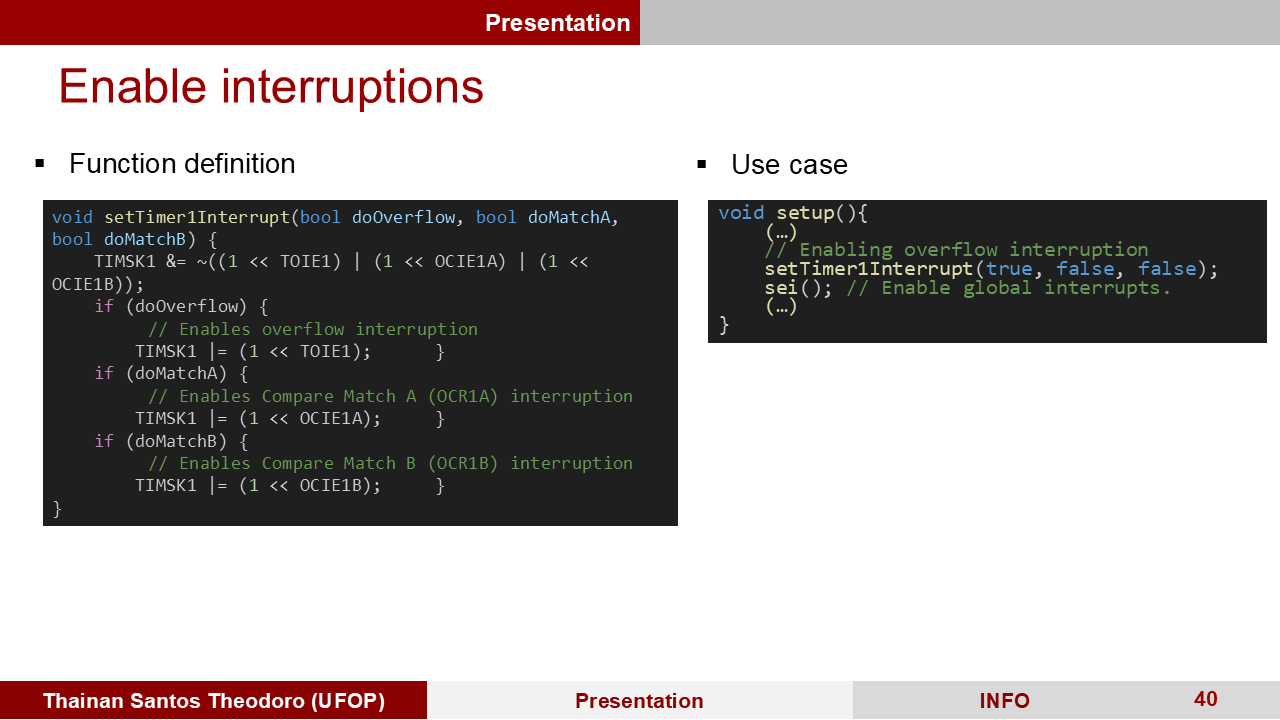 Presentation
Enable interruptions
▪ Function definition
void setTimer1Interrupt(bool doOverflow, bool doMatchA,
bool doMatchB) {
    TIMSK1 &= ~((1 << TOIE1) | (1 << OCIE1A) | (1 <<
OCIE1B));
    if (doOverflow) {
        // Enables overflow interruption
        TIMSK1 |= (1 << TOIE1);      }
    if (doMatchA) {
        // Enables Compare Match A (OCR1A) interruption
        TIMSK1 |= (1 << OCIE1A);     }
    if (doMatchB) {
        // Enables Compare Match B (OCR1B) interruption
        TIMSK1 |= (1 << OCIE1B);     }
}
▪ Use case
void setup(){
    (…)
    // Enabling overflow interruption
    setTimer1Interrupt(true, false, false);
    sei(); // Enable global interrupts.
    (…)
}
Thainan Santos Theodoro (UFOP)
Presentation
INFO
40